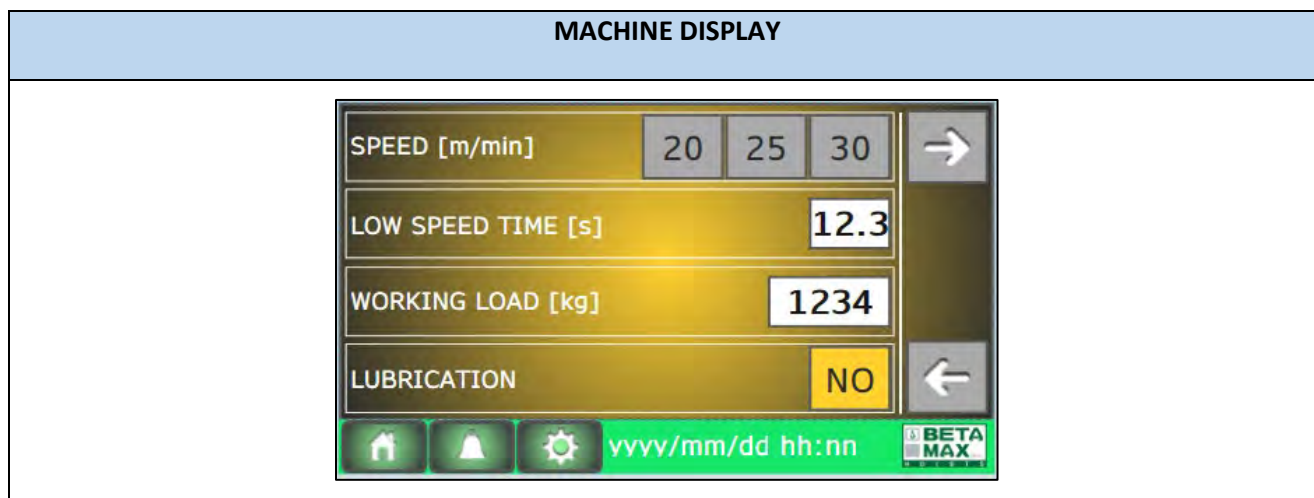 MACHINE DISPLAY
SPEED [m/min] 20 25 30
LOW SPEED TIME [s] 12.3
WORKING LOAD [kg] 1234
LUBRICATION NO
yyyy/mm/dd hh:nn
BETA
MAX
HOISTS